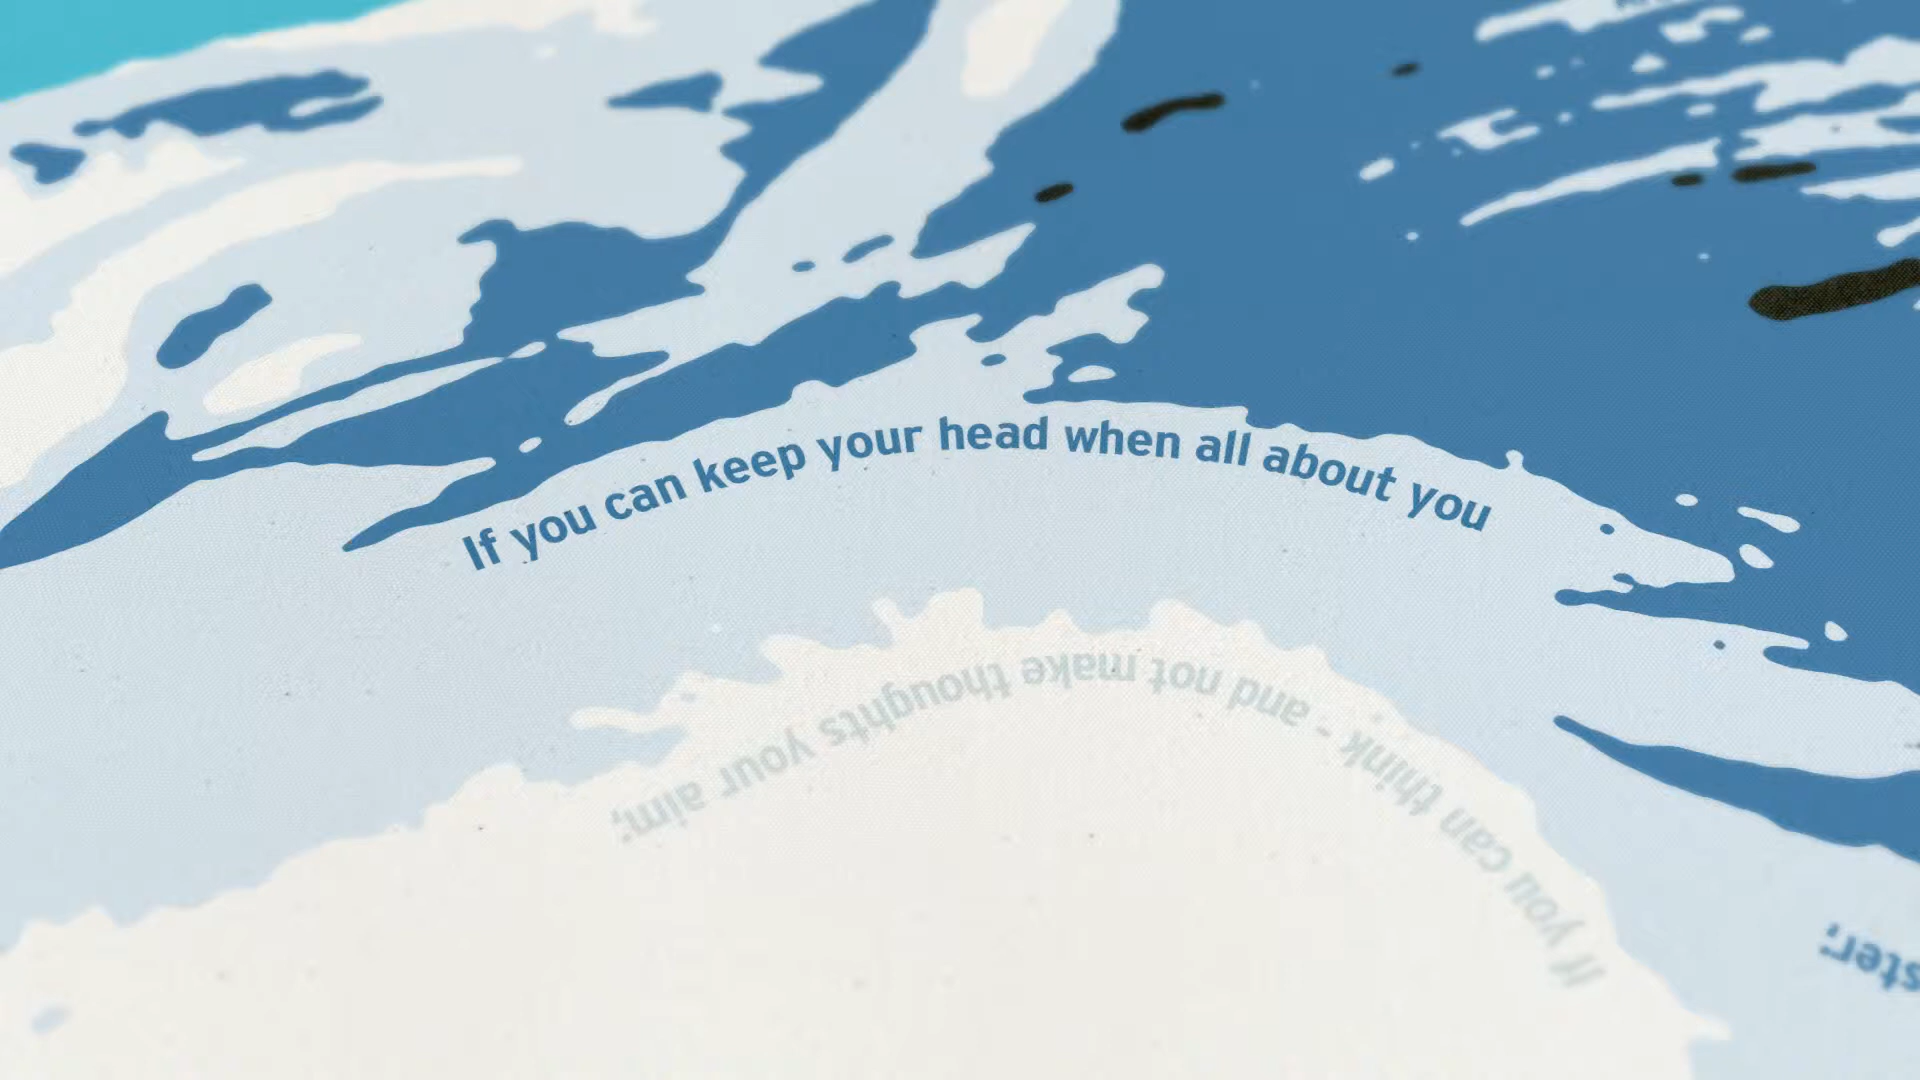 If you can keep your head when all about you
If you can think - and not make thoughts your aim;